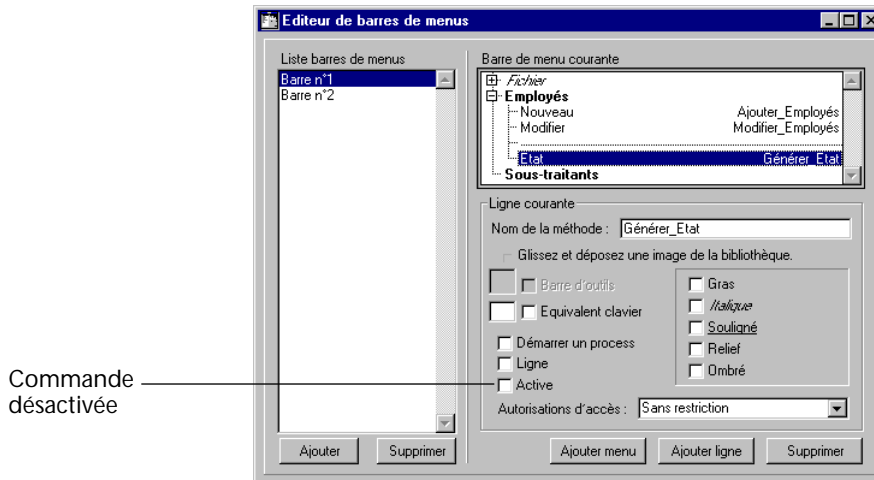 Editeur de barres de menus
Liste barres de menus
Barre n°1
Barre n°2
Ajouter
Supprimer
Barre de menu courante
Fichier
Employés
Nouveau Ajouter_Employés
Modifier Modifier_Employés
Etat Générer_Etat
Sous-traitants
Ligne courante
Nom de la méthode : Générer_Etat
Glissez et déposez une image de la bibliothèque.
Barre d'outils
Equivalent clavier
Démarrer un process
Ligne
Active
Gras
Italique
Souligné
Relief
Ombré
Autorisations d'accès : Sans restriction
Ajouter menu
Ajouter ligne
Supprimer
Commande
désactivée